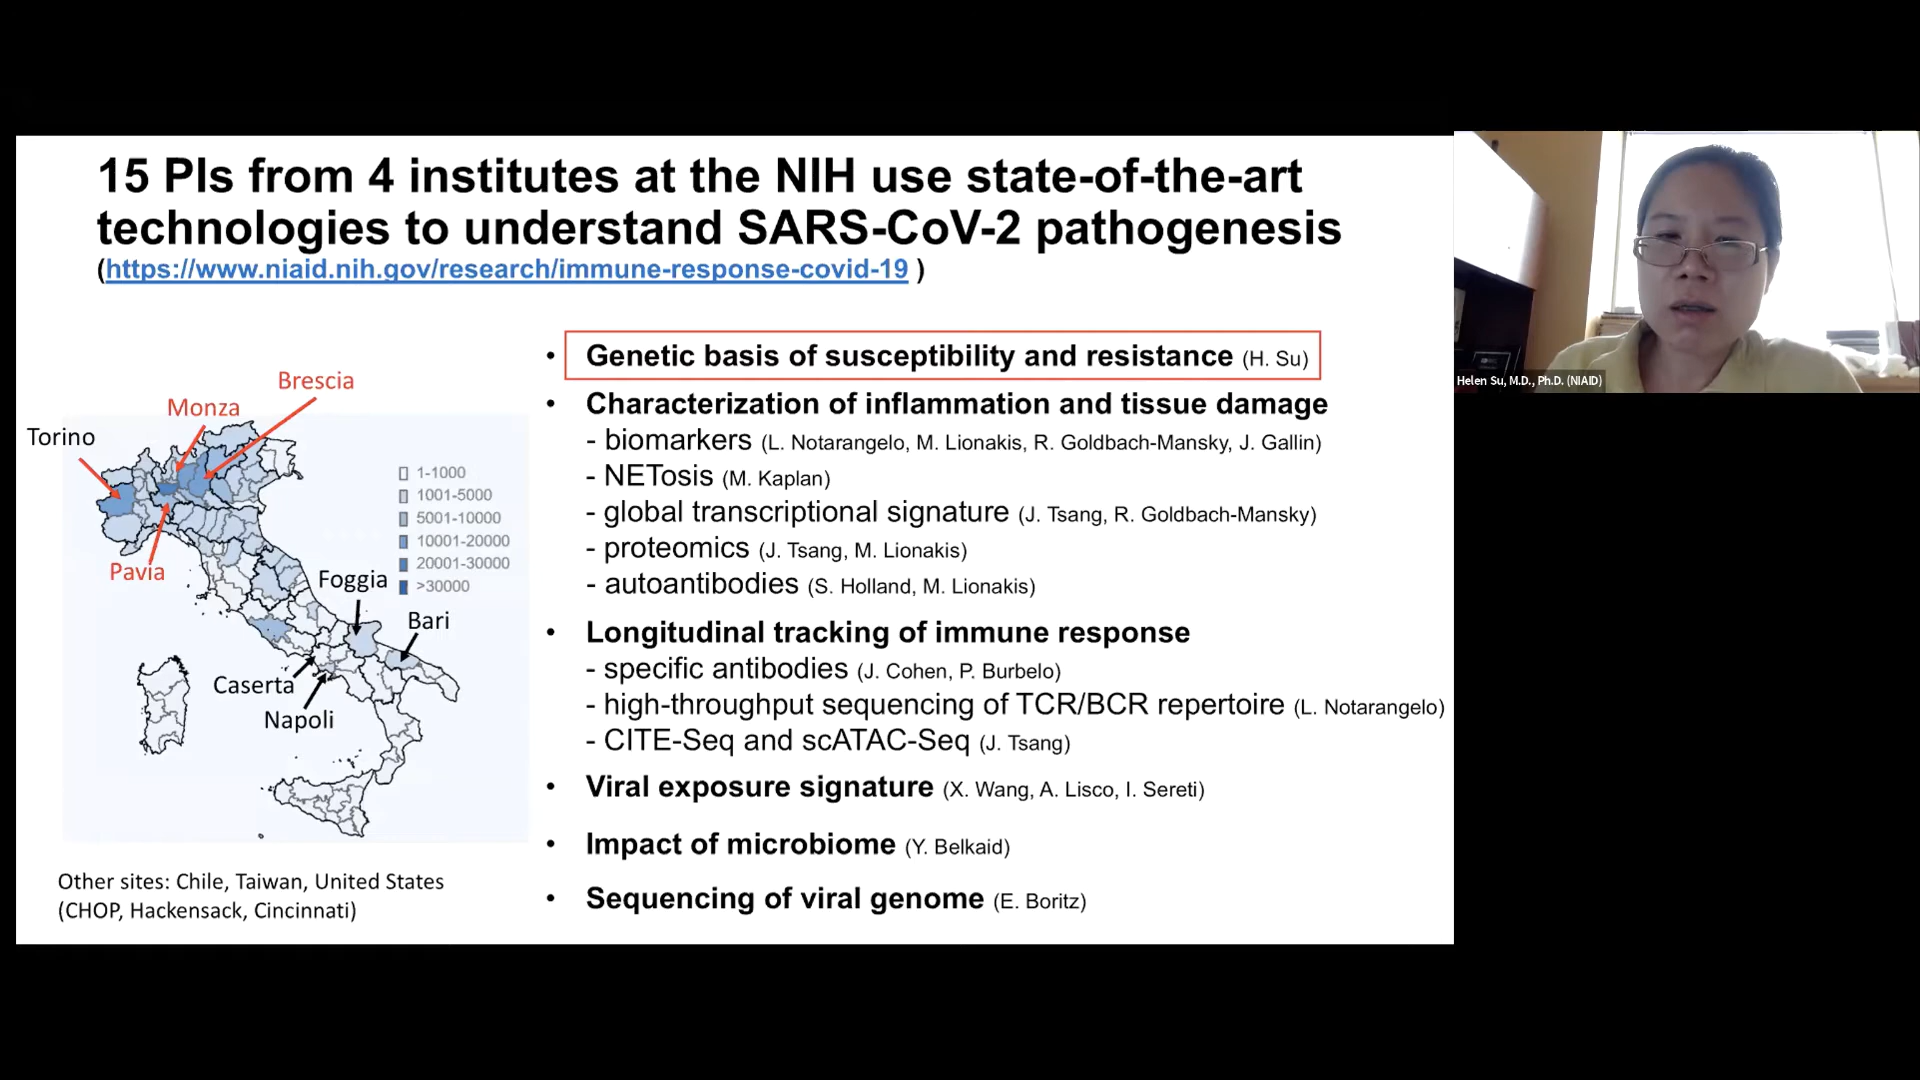 15 PIs from 4 institutes at the NIH use state-of-the-art
technologies to understand SARS-CoV-2 pathogenesis
(https://www.niaid.nih.gov/research/immune-response-covid-19 )
Brescia
Monza
Torino
Pavia
1-1000
1001-5000
5001-10000
10001-20000
20001-30000
>30000
Foggia
Bari
Caserta
Napoli
Other sites: Chile, Taiwan, United States
(CHOP, Hackensack, Cincinnati)
• Genetic basis of susceptibility and resistance (H. Su)
• Characterization of inflammation and tissue damage
- biomarkers (L. Notarangelo, M. Lionakis, R. Goldbach-Mansky, J. Gallin)
- NETosis (M. Kaplan)
- global transcriptional signature (J. Tsang, R. Goldbach-Mansky)
- proteomics (J. Tsang, M. Lionakis)
- autoantibodies (S. Holland, M. Lionakis)
• Longitudinal tracking of immune response
- specific antibodies (J. Cohen, P. Burbelo)
- high-throughput sequencing of TCR/BCR repertoire (L. Notarangelo)
- CITE-Seq and scATAC-Seq (J. Tsang)
• Viral exposure signature (X. Wang, A. Lisco, I. Sereti)
• Impact of microbiome (Y. Belkaid)
• Sequencing of viral genome (E. Boritz)
Helen Su, M.D., Ph.D. (NIAID)